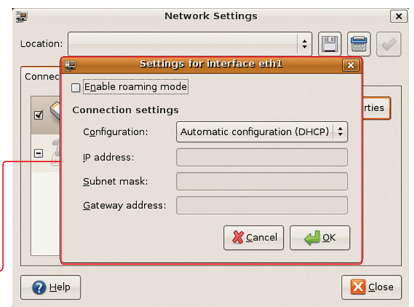 Network Settings
Location:
Settings for interface eth1
Connec
Enable roaming mode
rties
Connection settings
Configuration: Automatic configuration (DHCP)
IP address:
Subnet mask:
Gateway address:
Cancel OK
Help Close